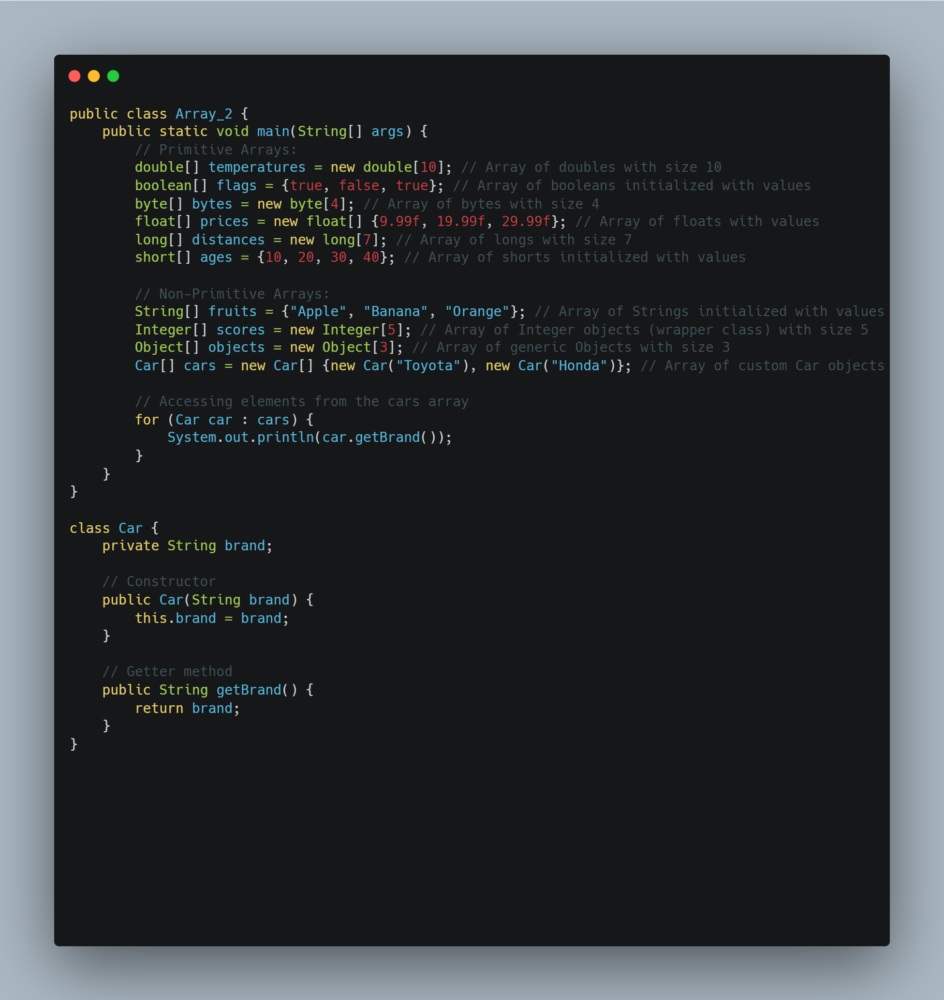 public class Array_2 {
    public static void main(String[] args) {
        // Primitive Arrays:
        double[] temperatures = new double[10]; // Array of doubles with size 10
        boolean[] flags = {true, false, true}; // Array of booleans initialized with values
        byte[] bytes = new byte[4]; // Array of bytes with size 4
        float[] prices = new float[] {9.99f, 19.99f, 29.99f}; // Array of floats with values
        long[] distances = new long[7]; // Array of longs with size 7
        short[] ages = {10, 20, 30, 40}; // Array of shorts initialized with values

        // Non-Primitive Arrays:
        String[] fruits = {"Apple", "Banana", "Orange"}; // Array of Strings initialized with values
        Integer[] scores = new Integer[5]; // Array of Integer objects (wrapper class) with size 5
        Object[] objects = new Object[3]; // Array of generic Objects with size 3
        Car[] cars = new Car[] {new Car("Toyota"), new Car("Honda")}; // Array of custom Car objects

        // Accessing elements from the cars array
        for (Car car : cars) {
            System.out.println(car.getBrand());
        }
    }
}

class Car {
    private String brand;

    // Constructor
    public Car(String brand) {
        this.brand = brand;
    }

    // Getter method
    public String getBrand() {
        return brand;
    }
}